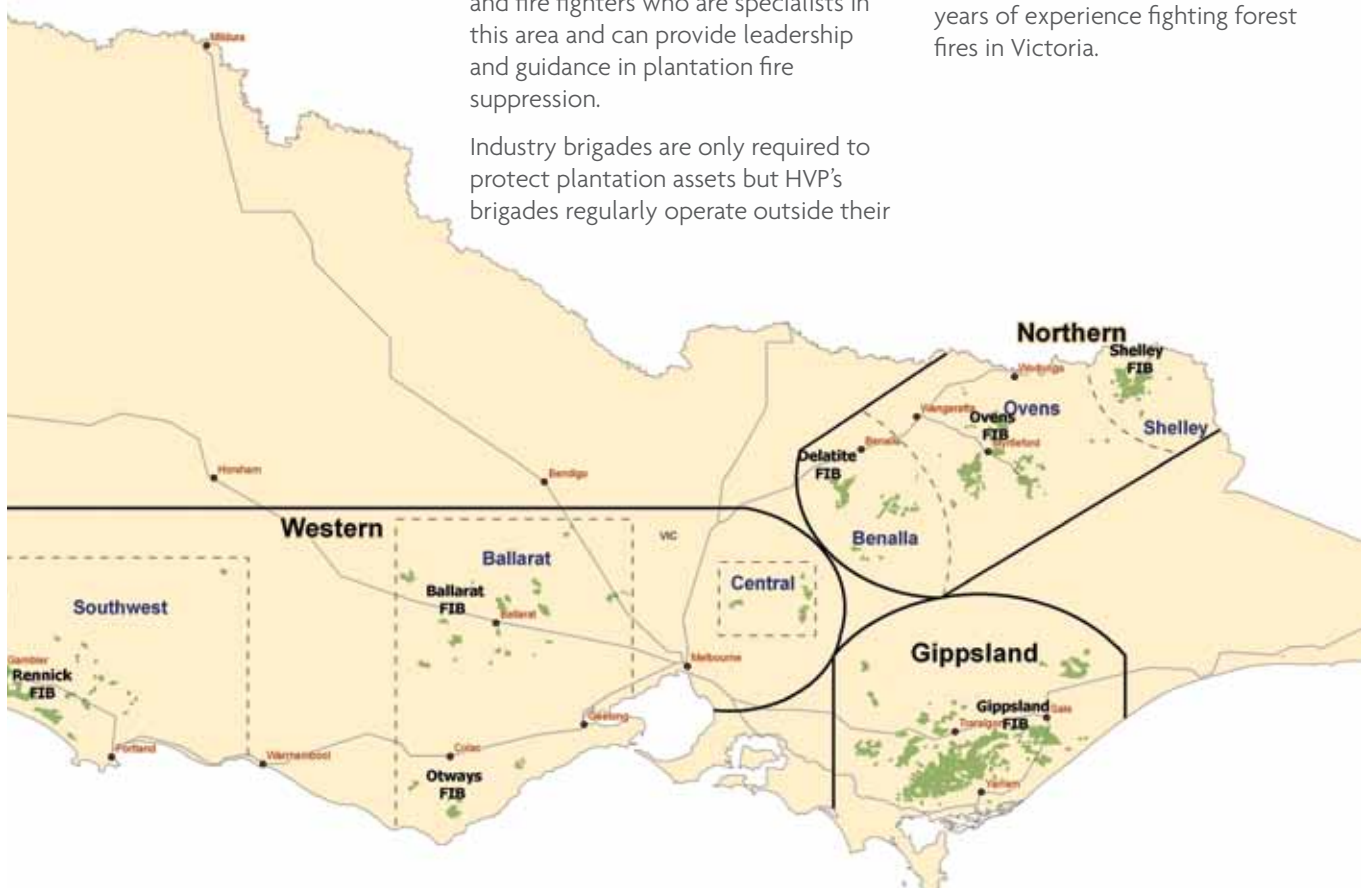 and fire fighters who are specialists in
this area and can provide leadership
and guidance in plantation fire
suppression.
Industry brigades are only required to
protect plantation assets but HVP’s
brigades regularly operate outside their
years of experience fighting forest
fires in Victoria.
Mildura
Northern
Shelley
FIB
Wodonga
Wangaratta
Ovens
Ovens
FIB
Shelley
Benalla
Myrtleford
Delatite
FIB
Horsham
Bendigo
Benalla
Western
VIC
Ballarat
Central
Ballarat
FIB
Southwest
Ballarat
Gippsland
Melbourne
Gambier
Rennick
FIB
Gippsland
FIB
Sale
Traralgon
Geelong
Portland
Colac
Warrnambool
Otways
FIB
Yarram